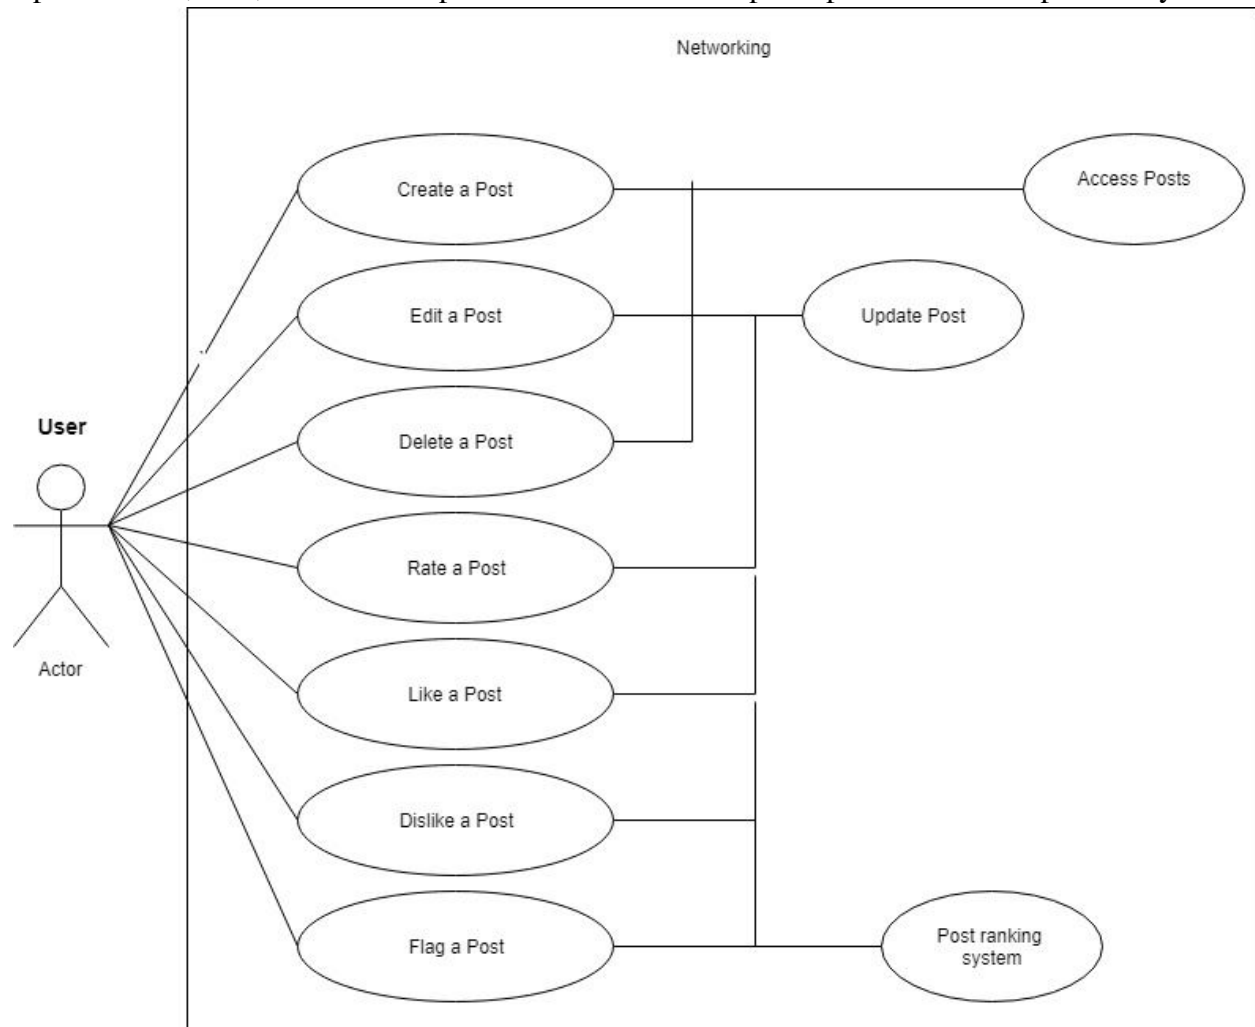 Networking
Create a Post
Access Posts
Edit a Post
Update Post
User
Delete a Post
Rate a Post
Actor
Like a Post
Dislike a Post
Flag a Post
Post ranking
system